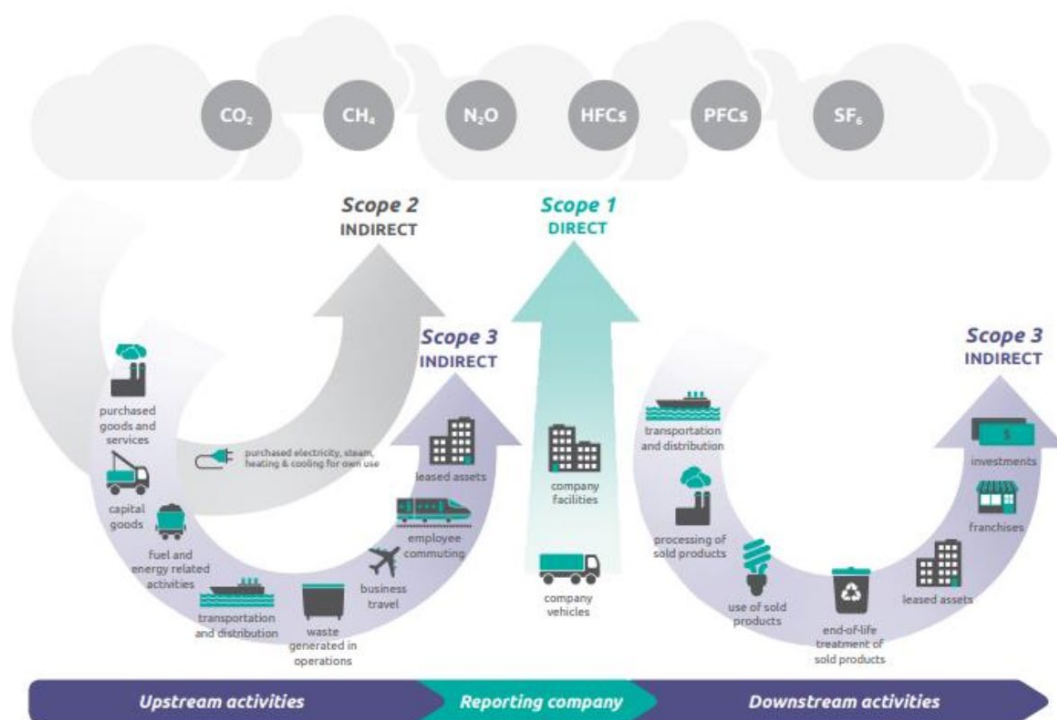 CO₂
CH₄
N₂O
HFCs
PFCs
SF₆
Scope 2
INDIRECT
Scope 1
DIRECT
Scope 3
INDIRECT
Scope 3
INDIRECT
purchased
goods and
services
capital
goods
fuel and
energy related
activities
transportation
and distribution
waste
generated in
operations
business
travel
employee
commuting
leased assets
purchased electricity, steam,
heating & cooling for own use
company
facilities
company
vehicles
transportation
and distribution
processing of
sold products
use of sold
products
end-of-life
treatment of
sold products
leased assets
franchises
investments
$
Upstream activities
Reporting company
Downstream activities